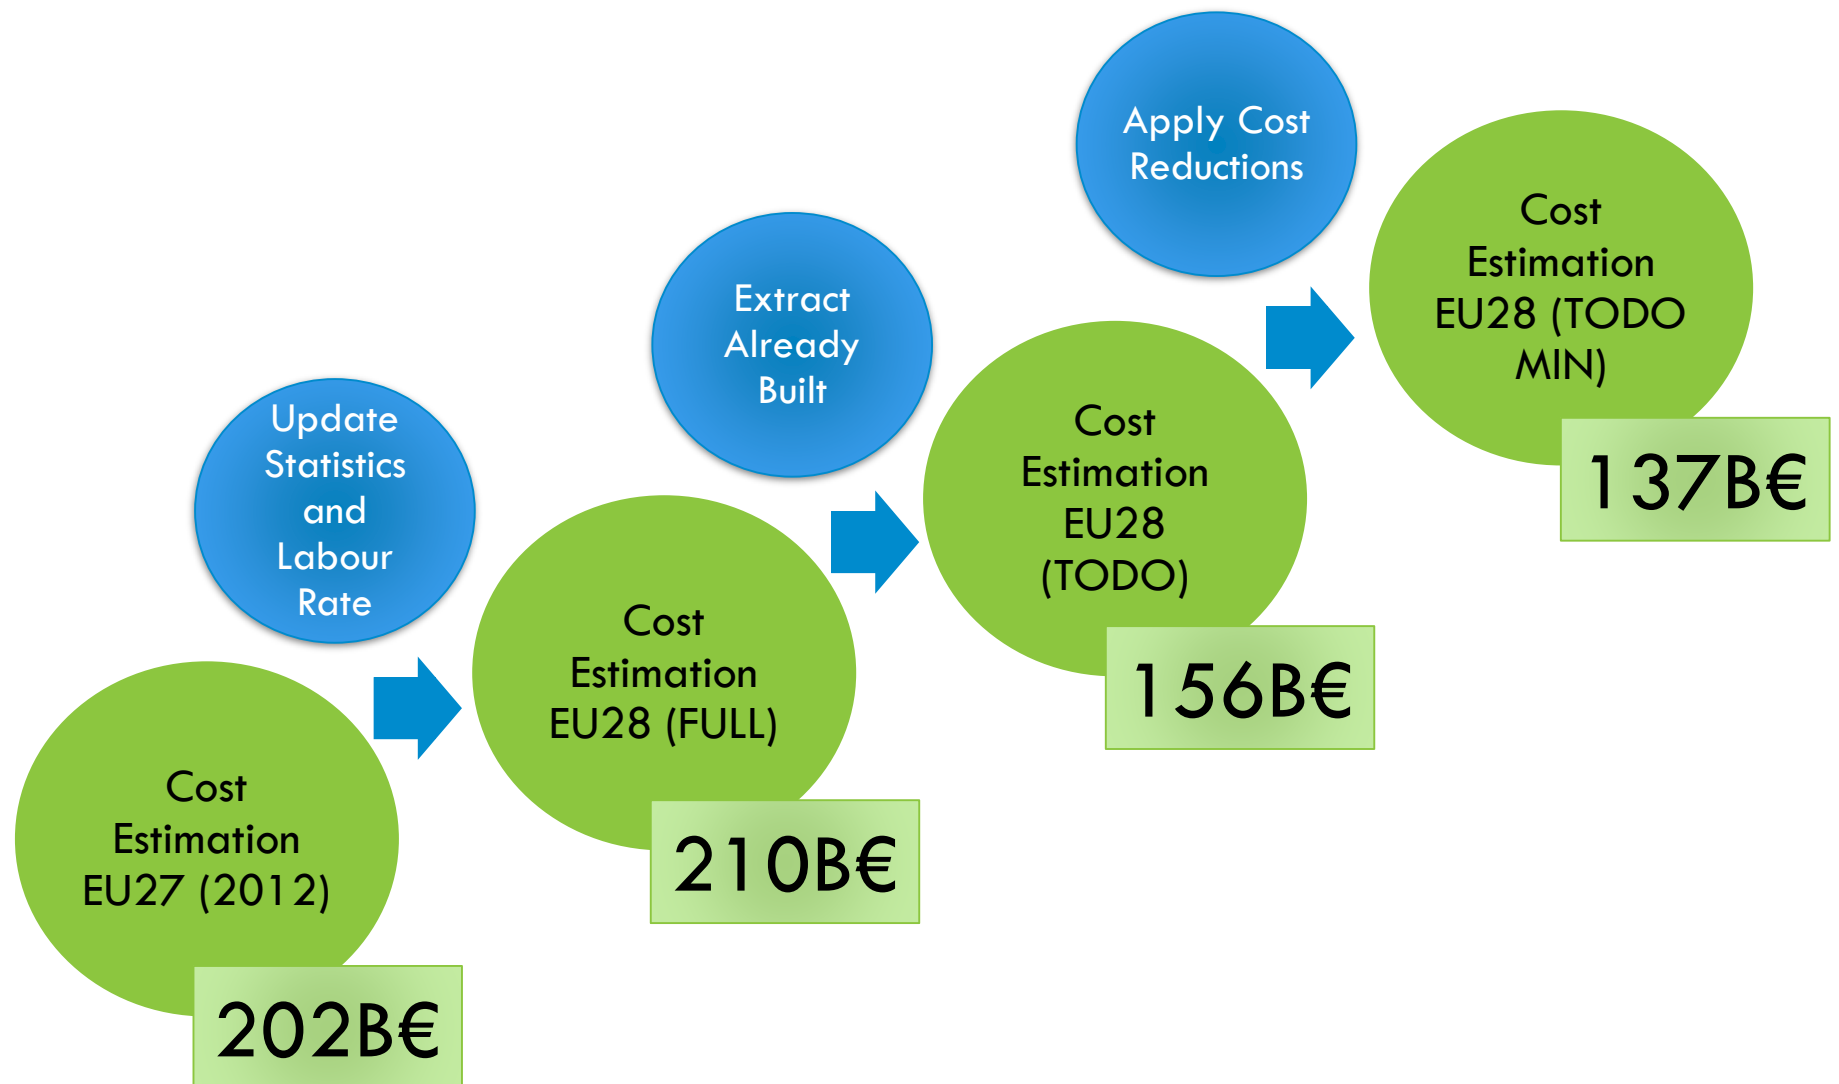 Update
Statistics
and
Labour
Rate
Extract
Already
Built
Apply Cost
Reductions
Cost
Estimation
EU27 (2012)
202B€
Cost
Estimation
EU28 (FULL)
210B€
Cost
Estimation
EU28
(TODO)
156B€
Cost
Estimation
EU28 (TODO
MIN)
137B€